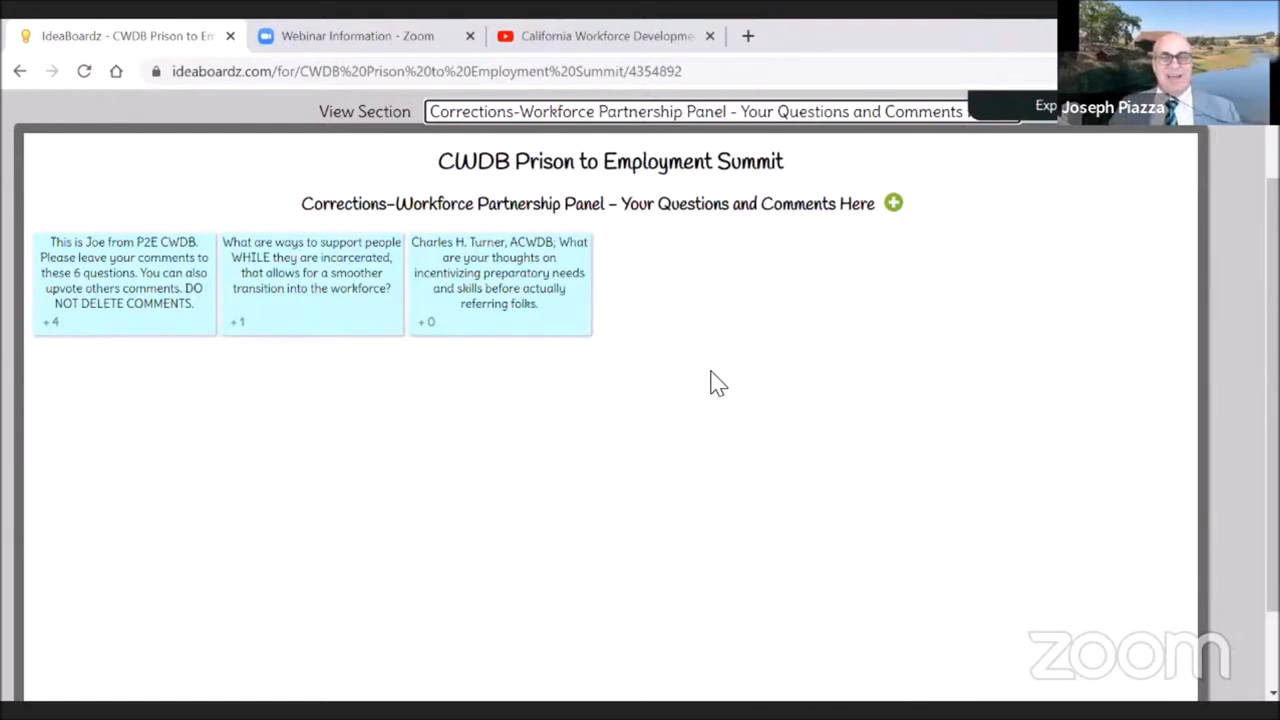 IdeaBoardz - CWDB Prison to Em
Webinar Information - Zoom
California Workforce Developme
ideaboardz.com/for/CWDB%20Prison%20to%20Employment%20Summit/4354892
View Section
Corrections-Workforce Partnership Panel - Your Questions and Comments
Exp
Joseph Piazza
CWDB Prison to Employment Summit
Corrections-Workforce Partnership Panel - Your Questions and Comments Here
This is Joe from P2E CWDB.
Please leave your comments to
these 6 questions. You can also
upvote others comments. DO
NOT DELETE COMMENTS.
+4
What are ways to support people
WHILE they are incarcerated,
that allows for a smoother
transition into the workforce?
+1
Charles H. Turner, ACWDB; What
are your thoughts on
incentivizing preparatory needs
and skills before actually
referring folks.
+0
zoom